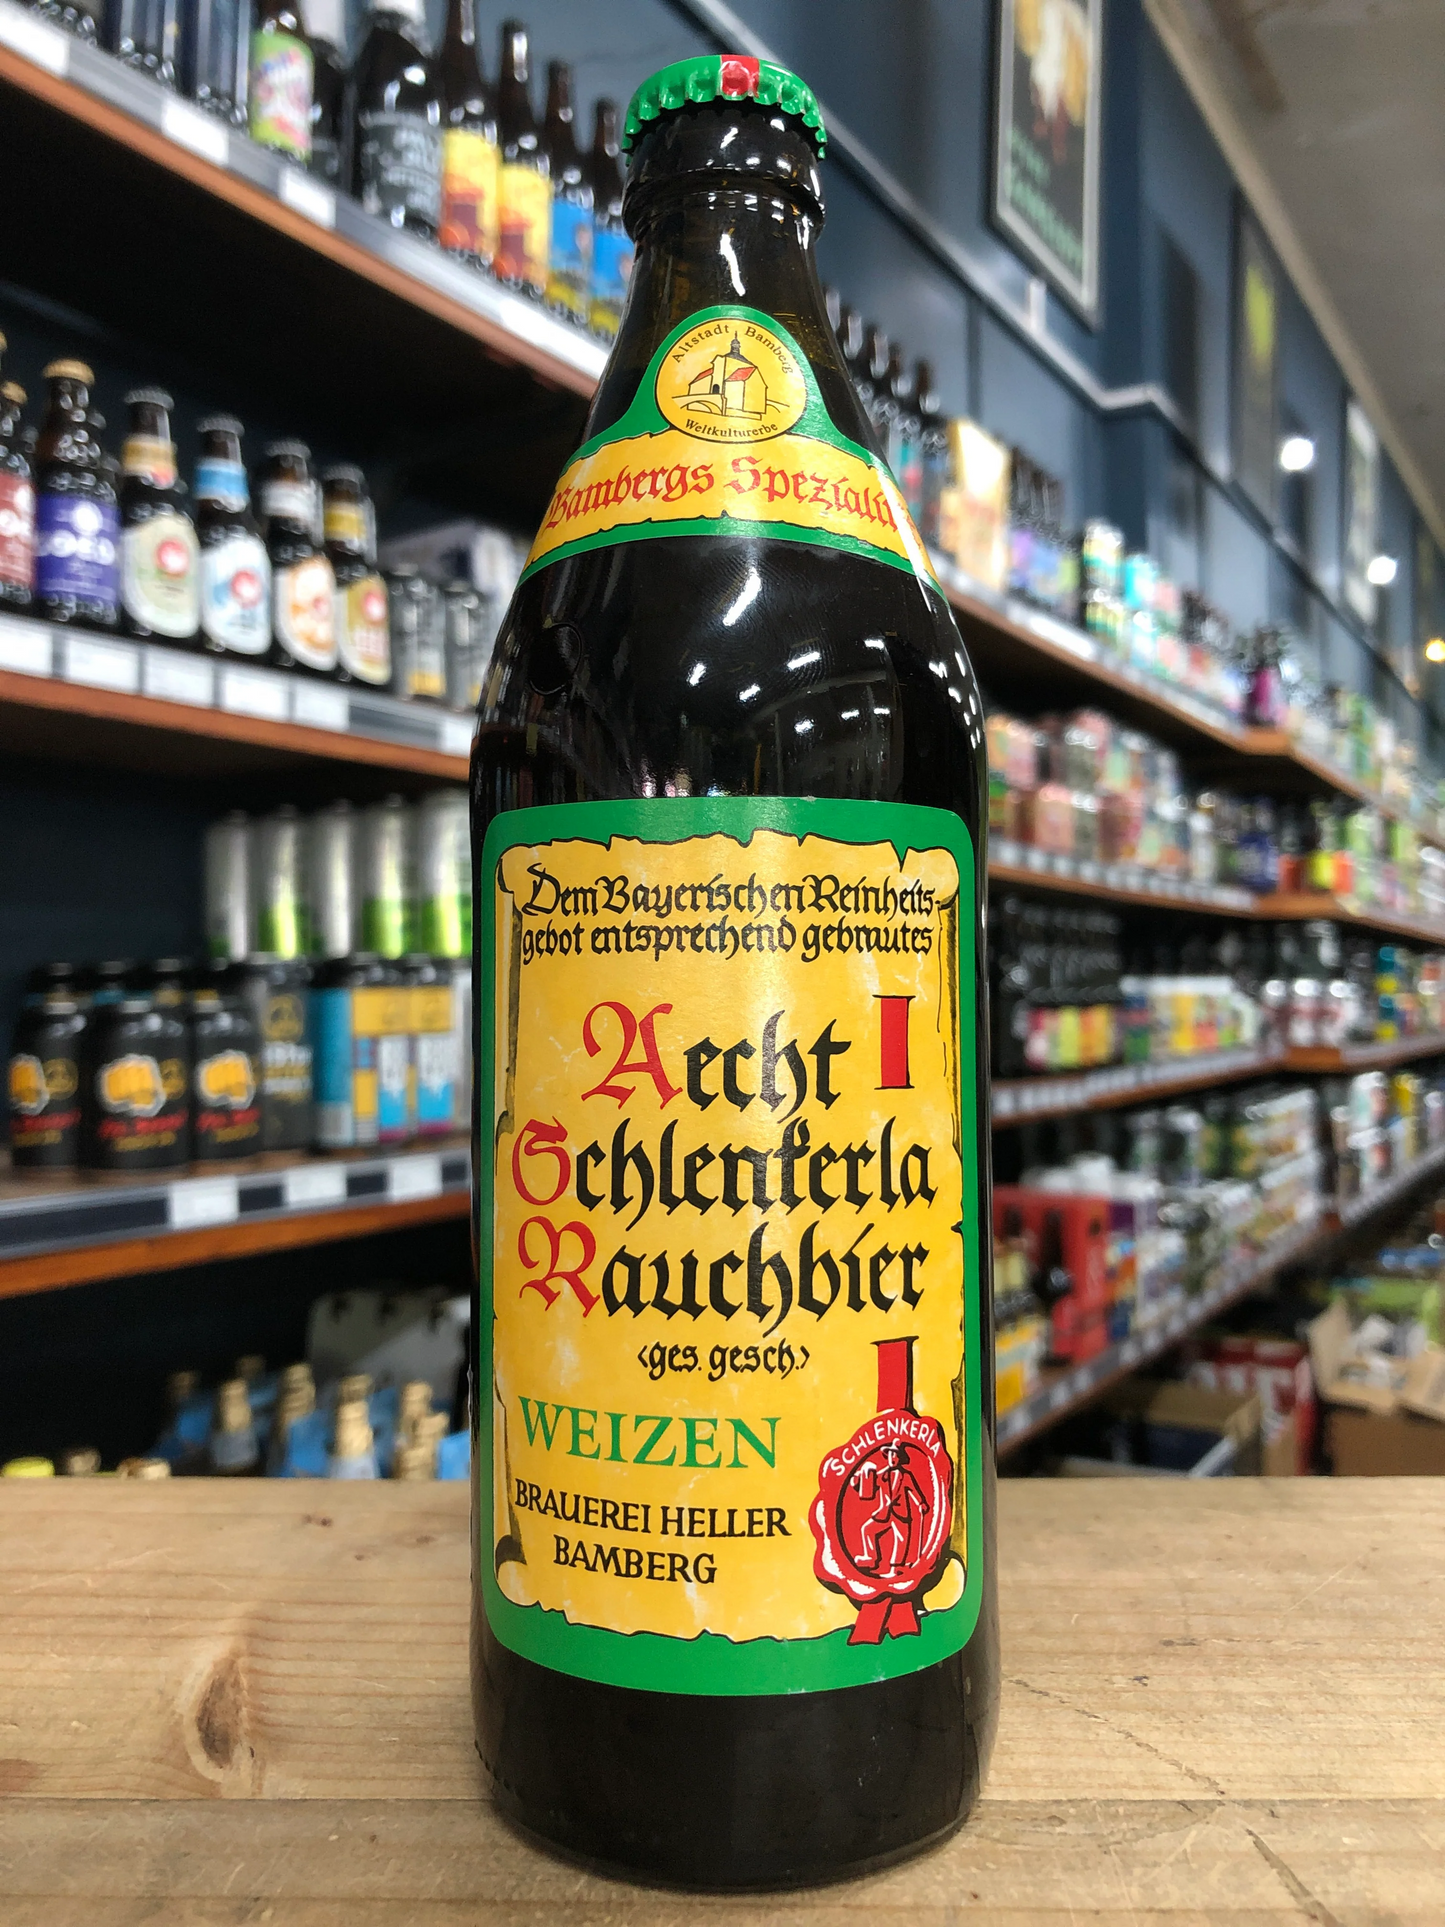 Altstadt Bamberg
Weltkulturerbe
Bambergs Speziali
Dem Bayerischen Reinheits-
gebot entsprechend gebrautes
Aecht
Schlenkerla
Rauchbier
‹ges. gesch.›
WEIZEN
SCHLENKERLA
BRAUEREI HELLER
BAMBERG